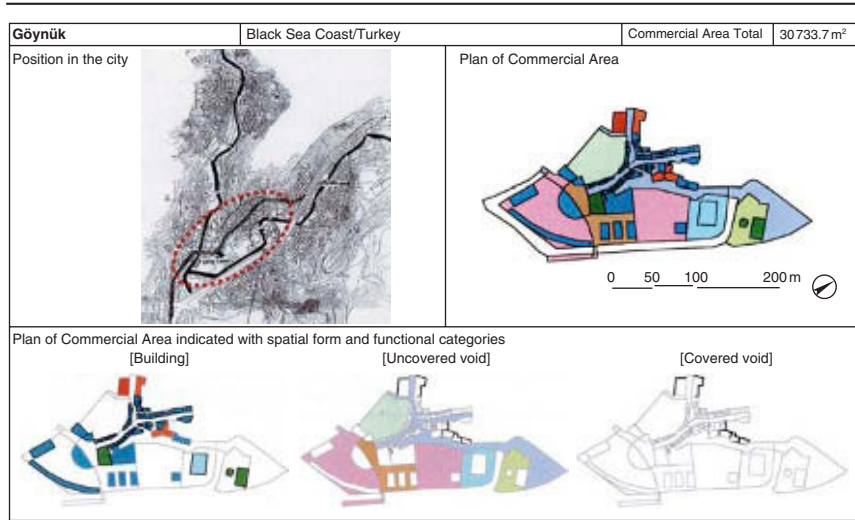 Göynük
Black Sea Coast/Turkey
Commercial Area Total
30733.7 m²
Position in the city
Plan of Commercial Area
0 50 100 200 m
Plan of Commercial Area indicated with spatial form and functional categories
[Building] [Uncovered void] [Covered void]